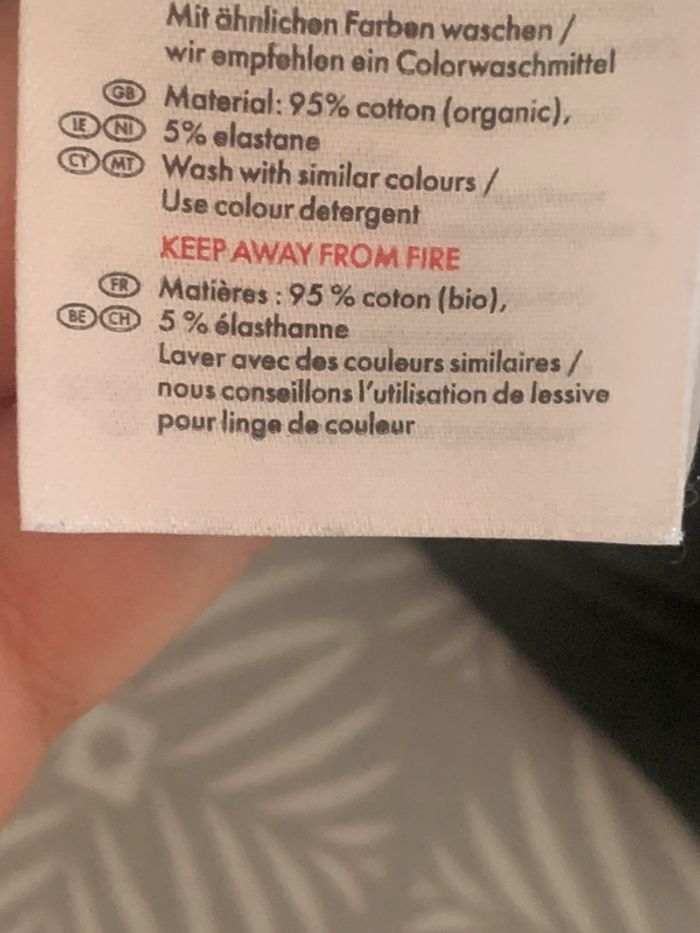 Mit ähnlichen Farben waschen /
wir empfehlen ein Colorwaschmittel
GB Material: 95% cotton (organic),
IE NI 5% elastane
CY MT Wash with similar colours /
Use colour detergent
KEEP AWAY FROM FIRE
FR Matières : 95 % coton (bio),
BE CH 5 % élasthanne
Laver avec des couleurs similaires /
nous conseillons l'utilisation de lessive
pour linge de couleur